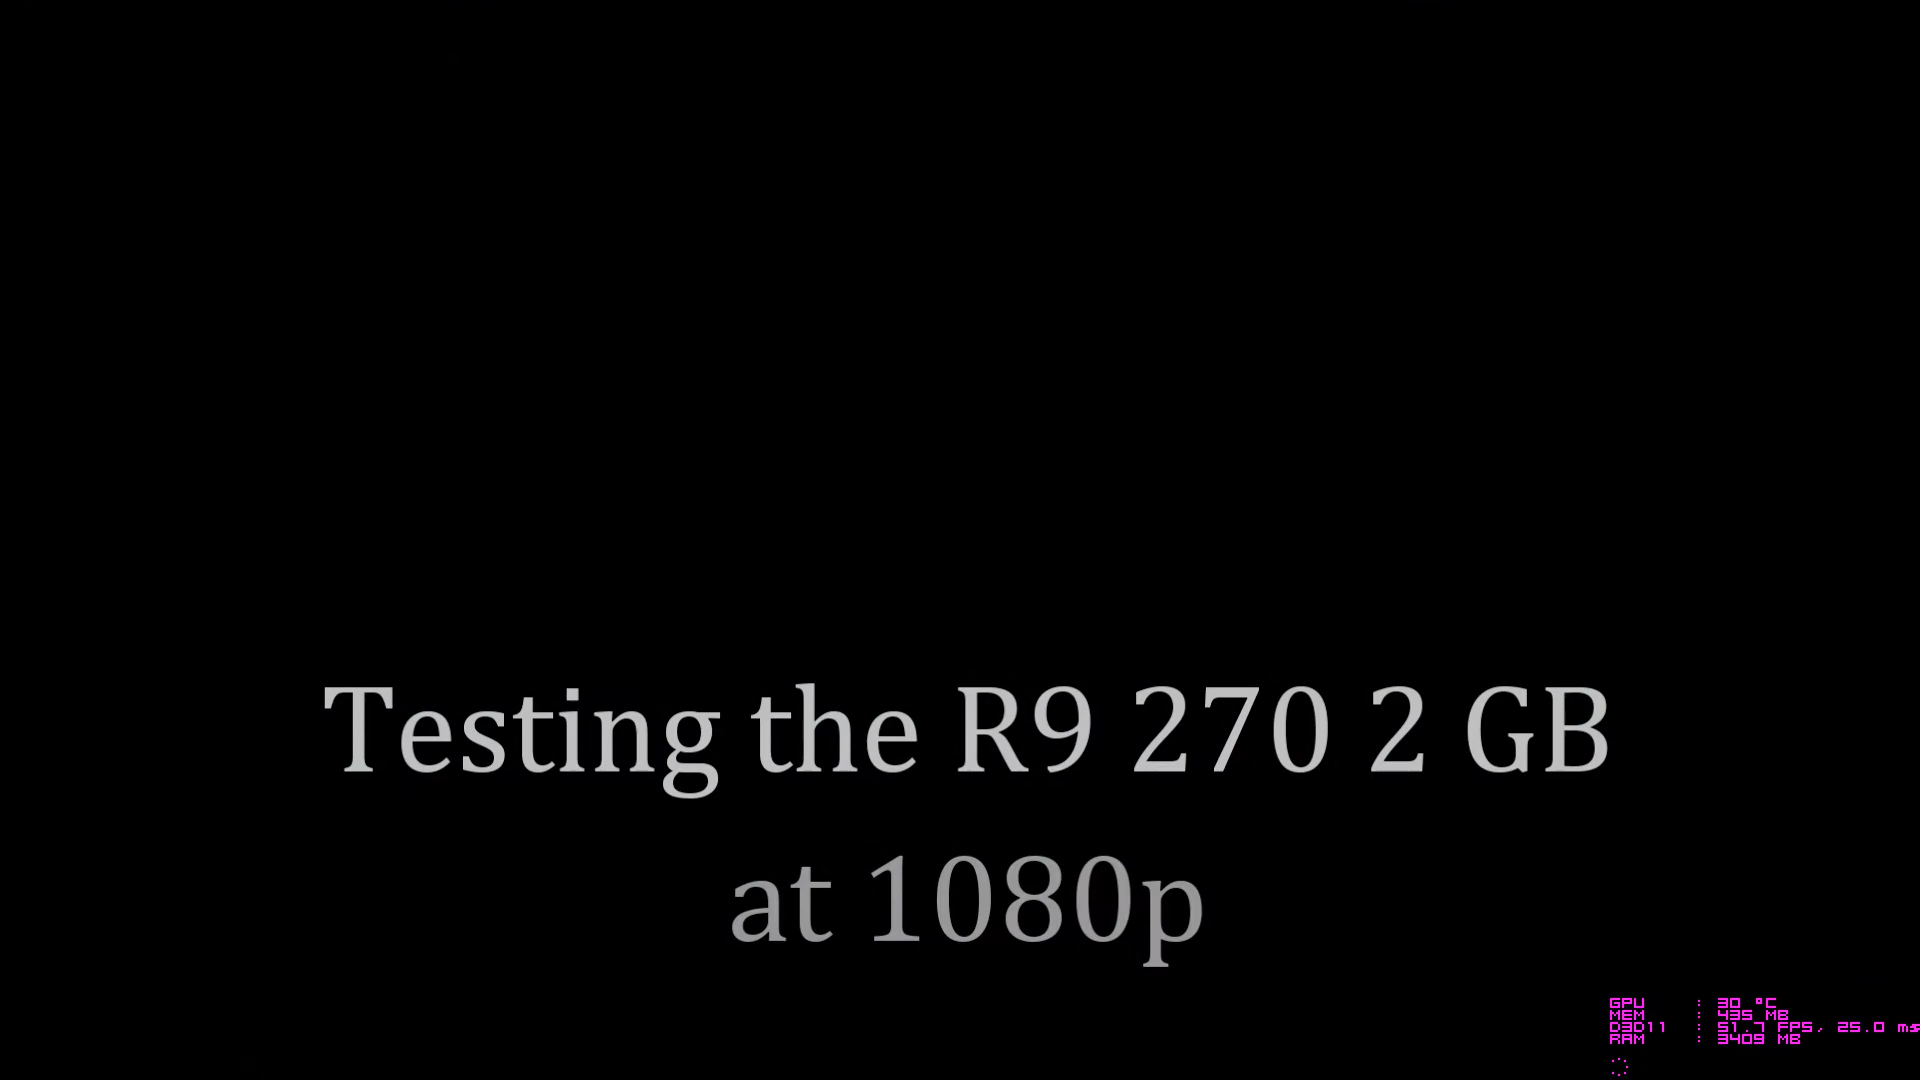 Testing the R9 270 2 GB
at 1080p
GPU : 30 °C
MEM : 435 MB
D3D11 : 51.7 FPS, 25.0 ms
RAM : 3409 MB